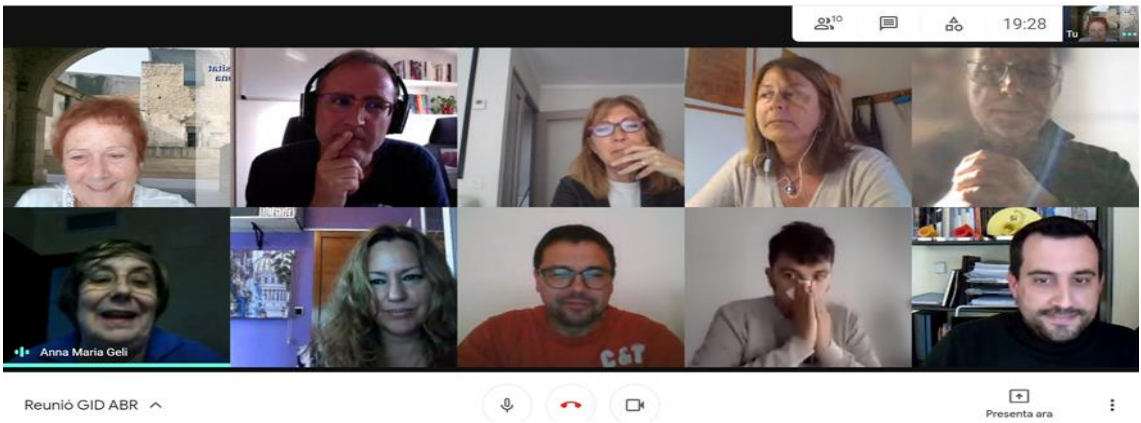 10
19:28
Tu
Anna Maria Geli
C&T
Reunió GID ABR
Presenta ara